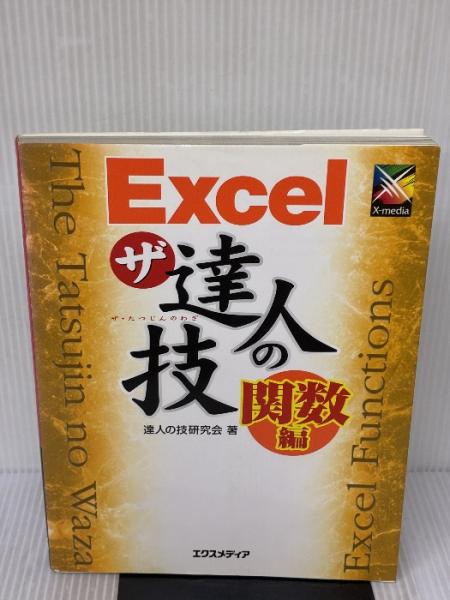 Excel
X-media
ザ達人の
ザ・たつじんのわざ
技
関数
編
達人の技研究会 著
The Tatsujin no Waza
Excel Functions
エクスメディア